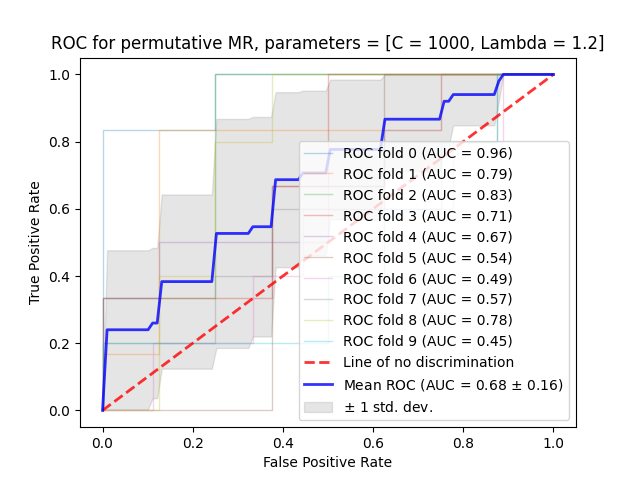 ROC for permutative MR, parameters = [C = 1000, Lambda = 1.2]
True Positive Rate
1.0
0.8
0.6
0.4
0.2
0.0
ROC fold 0 (AUC = 0.96)
ROC fold 1 (AUC = 0.79)
ROC fold 2 (AUC = 0.83)
ROC fold 3 (AUC = 0.71)
ROC fold 4 (AUC = 0.67)
ROC fold 5 (AUC = 0.54)
ROC fold 6 (AUC = 0.49)
ROC fold 7 (AUC = 0.57)
ROC fold 8 (AUC = 0.78)
ROC fold 9 (AUC = 0.45)
Line of no discrimination
Mean ROC (AUC = 0.68 ± 0.16)
± 1 std. dev.
0.0 0.2 0.4 0.6 0.8 1.0
False Positive Rate